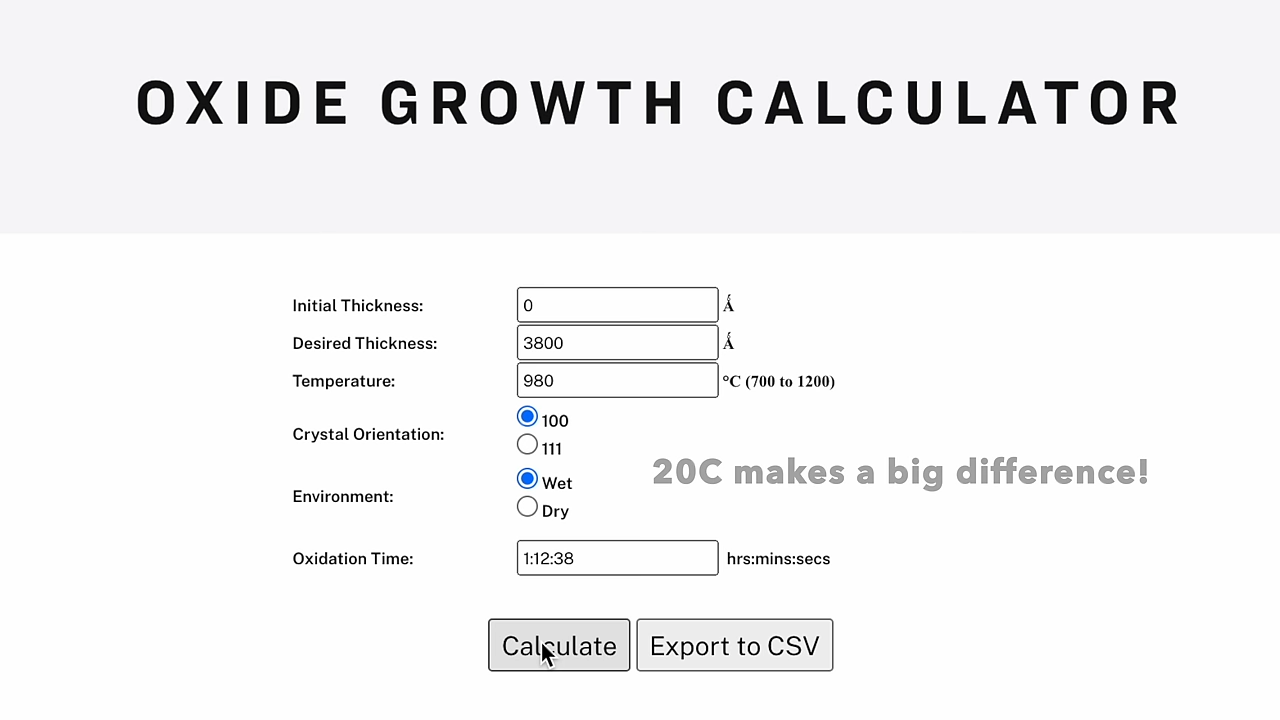 OXIDE GROWTH CALCULATOR
Initial Thickness: 0 Ǻ
Desired Thickness: 3800 Ǻ
Temperature: 980 °C (700 to 1200)
Crystal Orientation: 100
111
20C makes a big difference!
Environment: Wet
Dry
Oxidation Time: 1:12:38 hrs:mins:secs
Calculate Export to CSV